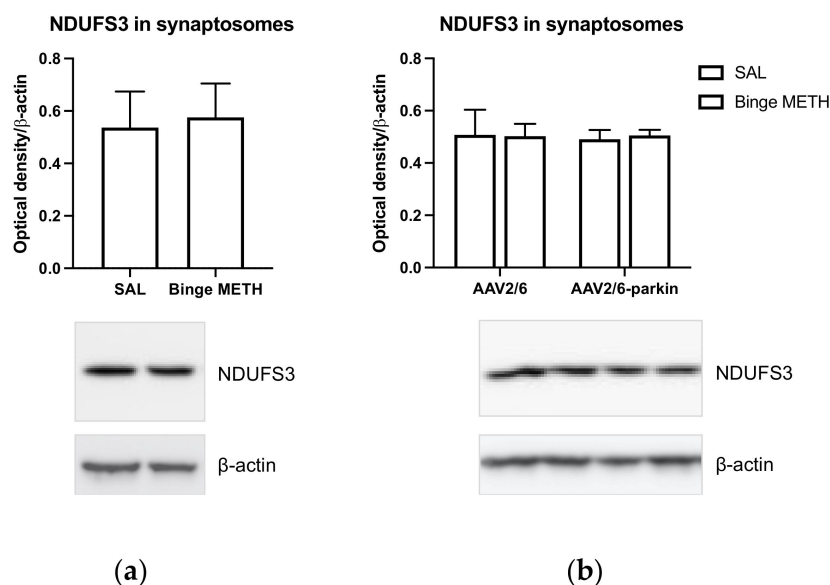 NDUFS3 in synaptosomes
Optical density/β-actin
0.8
0.6
0.4
0.2
0.0
SAL
Binge METH
NDUFS3
β-actin
(a)
NDUFS3 in synaptosomes
Optical density/β-actin
0.8
0.6
0.4
0.2
0.0
AAV2/6
AAV2/6-parkin
SAL
Binge METH
NDUFS3
β-actin
(b)